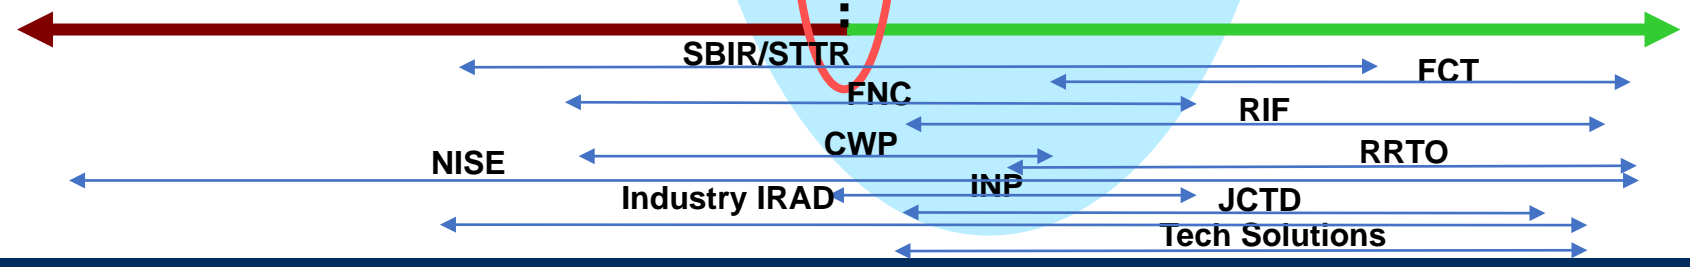 SBIR/STTR
FCT
FNC
RIF
CWP
RRTO
NISE
INP
Industry IRAD
JCTD
Tech Solutions